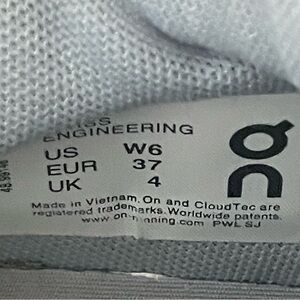 ENGINEERING
US W6
EUR 37
UK 4
Made in Vietnam. On and CloudTec are
registered trademarks. Worldwide patents.
www.on-running.com PWL SJ
On